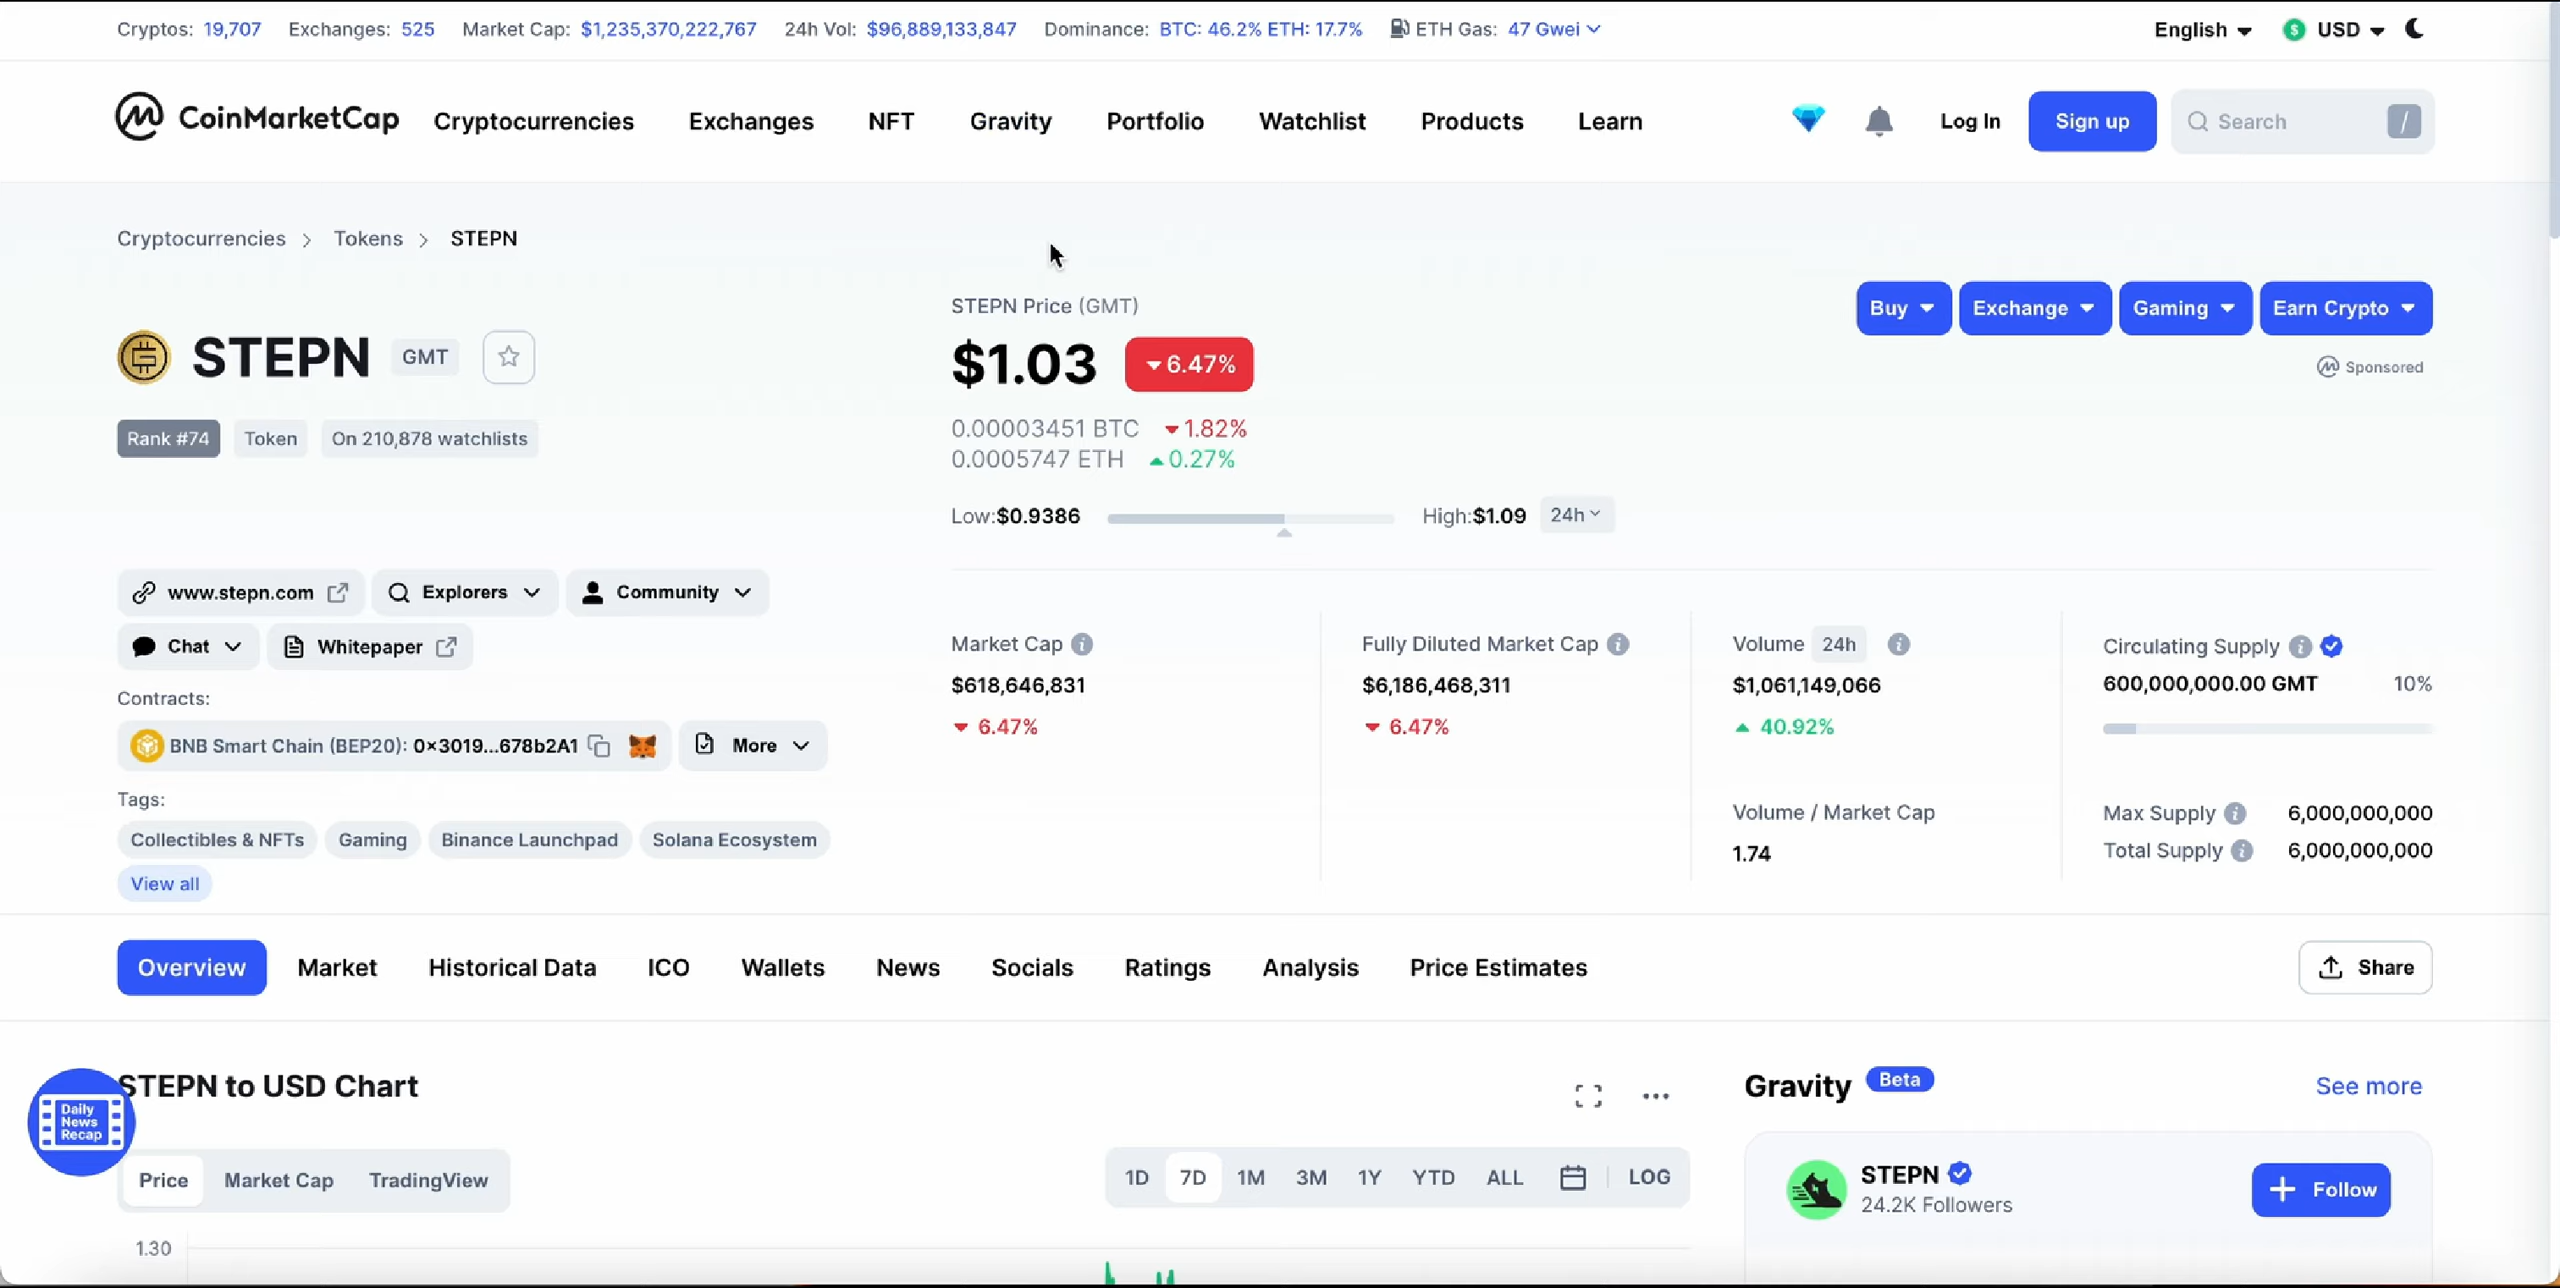 Cryptos: 19,707 Exchanges: 525 Market Cap: $1,235,370,222,767 24h Vol: $96,889,133,847 Dominance: BTC: 46.2% ETH: 17.7% ETH Gas: 47 Gwei English $ USD
CoinMarketCap Cryptocurrencies Exchanges NFT Gravity Portfolio Watchlist Products Learn Log In Sign up Search /
Cryptocurrencies > Tokens > STEPN
STEPN Price (GMT)
Buy Exchange Gaming Earn Crypto
STEPN GMT
$1.03 6.47%
Sponsored
Rank #74 Token On 210,878 watchlists
0.00003451 BTC 1.82%
0.0005747 ETH 0.27%
Low:$0.9386 High:$1.09 24h
www.stepn.com Explorers Community
Chat Whitepaper
Contracts:
BNB Smart Chain (BEP20): 0x3019...678b2A1 More
Tags:
Collectibles & NFTs Gaming Binance Launchpad Solana Ecosystem
View all
Market Cap
$618,646,831
6.47%
Fully Diluted Market Cap
$6,186,468,311
6.47%
Volume 24h
$1,061,149,066
40.92%
Volume / Market Cap
1.74
Circulating Supply
600,000,000.00 GMT 10%
Max Supply 6,000,000,000
Total Supply 6,000,000,000
Overview Market Historical Data ICO Wallets News Socials Ratings Analysis Price Estimates Share
STEPN to USD Chart
Daily
News
Recap
Price Market Cap TradingView
1D 7D 1M 3M 1Y YTD ALL LOG
1.30
Gravity Beta See more
STEPN
24.2K Followers
+ Follow